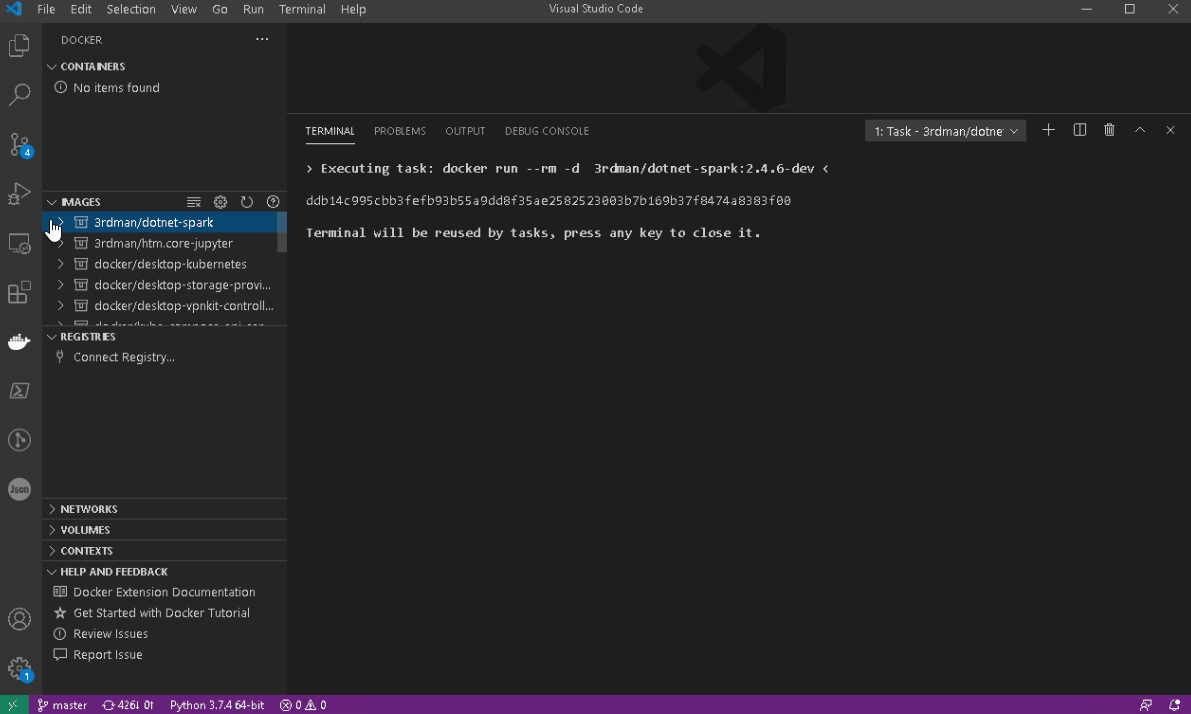 File Edit Selection View Go Run Terminal Help Visual Studio Code
DOCKER
CONTAINERS
No items found
IMAGES
3rdman/dotnet-spark
3rdman/htm.core-jupyter
docker/desktop-kubernetes
docker/desktop-storage-provi...
docker/desktop-vpnkit-controll...
REGISTRIES
Connect Registry...
NETWORKS
VOLUMES
CONTEXTS
HELP AND FEEDBACK
Docker Extension Documentation
Get Started with Docker Tutorial
Review Issues
Report Issue
4
Json
1
TERMINAL PROBLEMS OUTPUT DEBUG CONSOLE 1: Task - 3rdman/dotne
> Executing task: docker run --rm -d  3rdman/dotnet-spark:2.4.6-dev <
ddb14c995cbb3fefb93b55a9dd8f35ae2582523003b7b169b37f8474a8383f00
Terminal will be reused by tasks, press any key to close it.
master 426↓ 0↑ Python 3.7.4 64-bit 0 0